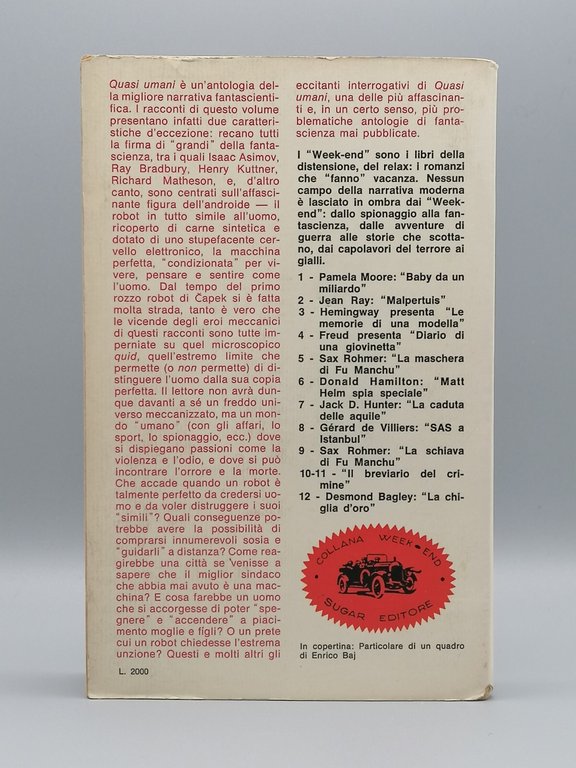 Quasi umani è un'antologia del-
la migliore narrativa fantascienti-
fica. I racconti di questo volume
presentano infatti due caratteri-
stiche d'eccezione: recano tutti
la firma di "grandi" della fanta-
scienza, tra i quali Isaac Asimov,
Ray Bradbury, Henry Kuttner,
Richard Matheson, e, d'altro
canto, sono centrati sull'affasci-
nante figura dell'androide — il
robot in tutto simile all'uomo,
ricoperto di carne sintetica e
dotato di uno stupefacente cer-
vello elettronico, la macchina
perfetta, "condizionata" per vi-
vere, pensare e sentire come
l'uomo. Dal tempo del primo
rozzo robot di Čapek si è fatta
molta strada, tanto è vero che
le vicende degli eroi meccanici
di questi racconti sono tutte im-
perniate su quel microscopico
quid, quell'estremo limite che
permette (o non permette) di di-
stinguere l'uomo dalla sua copia
perfetta. Il lettore non avrà dun-
que davanti a sé un freddo uni-
verso meccanizzato, ma un mon-
do "umano" (con gli affari, lo
sport, lo spionaggio, ecc.) dove
si dispiegano passioni come la
violenza e l'odio, e dove si può
incontrare l'orrore e la morte.
Che accade quando un robot è
talmente perfetto da credersi uo-
mo e da voler distruggere i suoi
"simili"? Quali conseguenze po-
trebbe avere la possibilità di
comprarsi innumerevoli sosia e
"guidarli" a distanza? Come rea-
girebbe una città se venisse a
sapere che il miglior sindaco
che abbia mai avuto è una mac-
china? E cosa farebbe un uomo
che si accorgesse di poter "spe-
gnere" e "accendere" a piaci-
mento moglie e figli? O un prete
cui un robot chiedesse l'estrema
unzione? Questi e molti altri gli
L. 2000
eccitanti interrogativi di Quasi
umani, una delle più affascinan-
ti e, in un certo senso, più pro-
blematiche antologie di fanta-
scienza mai pubblicate.
I "Week-end" sono i libri della
distensione, del relax: i romanzi
che "fanno" vacanza. Nessun
campo della narrativa moderna
è lasciato in ombra dai "Week-
end": dallo spionaggio alla fan-
tascienza, dalle avventure di
guerra alle storie che scotta-
no, dai capolavori del terrore ai
gialli.
1 - Pamela Moore: "Baby da un
miliardo"
2 - Jean Ray: "Malpertuis"
3 - Hemingway presenta "Le
memorie di una modella"
4 - Freud presenta "Diario di
una giovinetta"
5 - Sax Rohmer: "La maschera
di Fu Manchu"
6 - Donald Hamilton: "Matt
Helm spia speciale"
7 - Jack D. Hunter: "La caduta
delle aquile"
8 - Gérard de Villiers: "SAS a
Istanbul"
9 - Sax Rohmer: "La schiava
di Fu Manchu"
10-11 - "Il breviario del cri-
mine"
12 - Desmond Bagley: "La chi-
glia d'oro"
COLLANA WEEK-END
SUGAR EDITORE
In copertina: Particolare di un quadro
di Enrico Baj